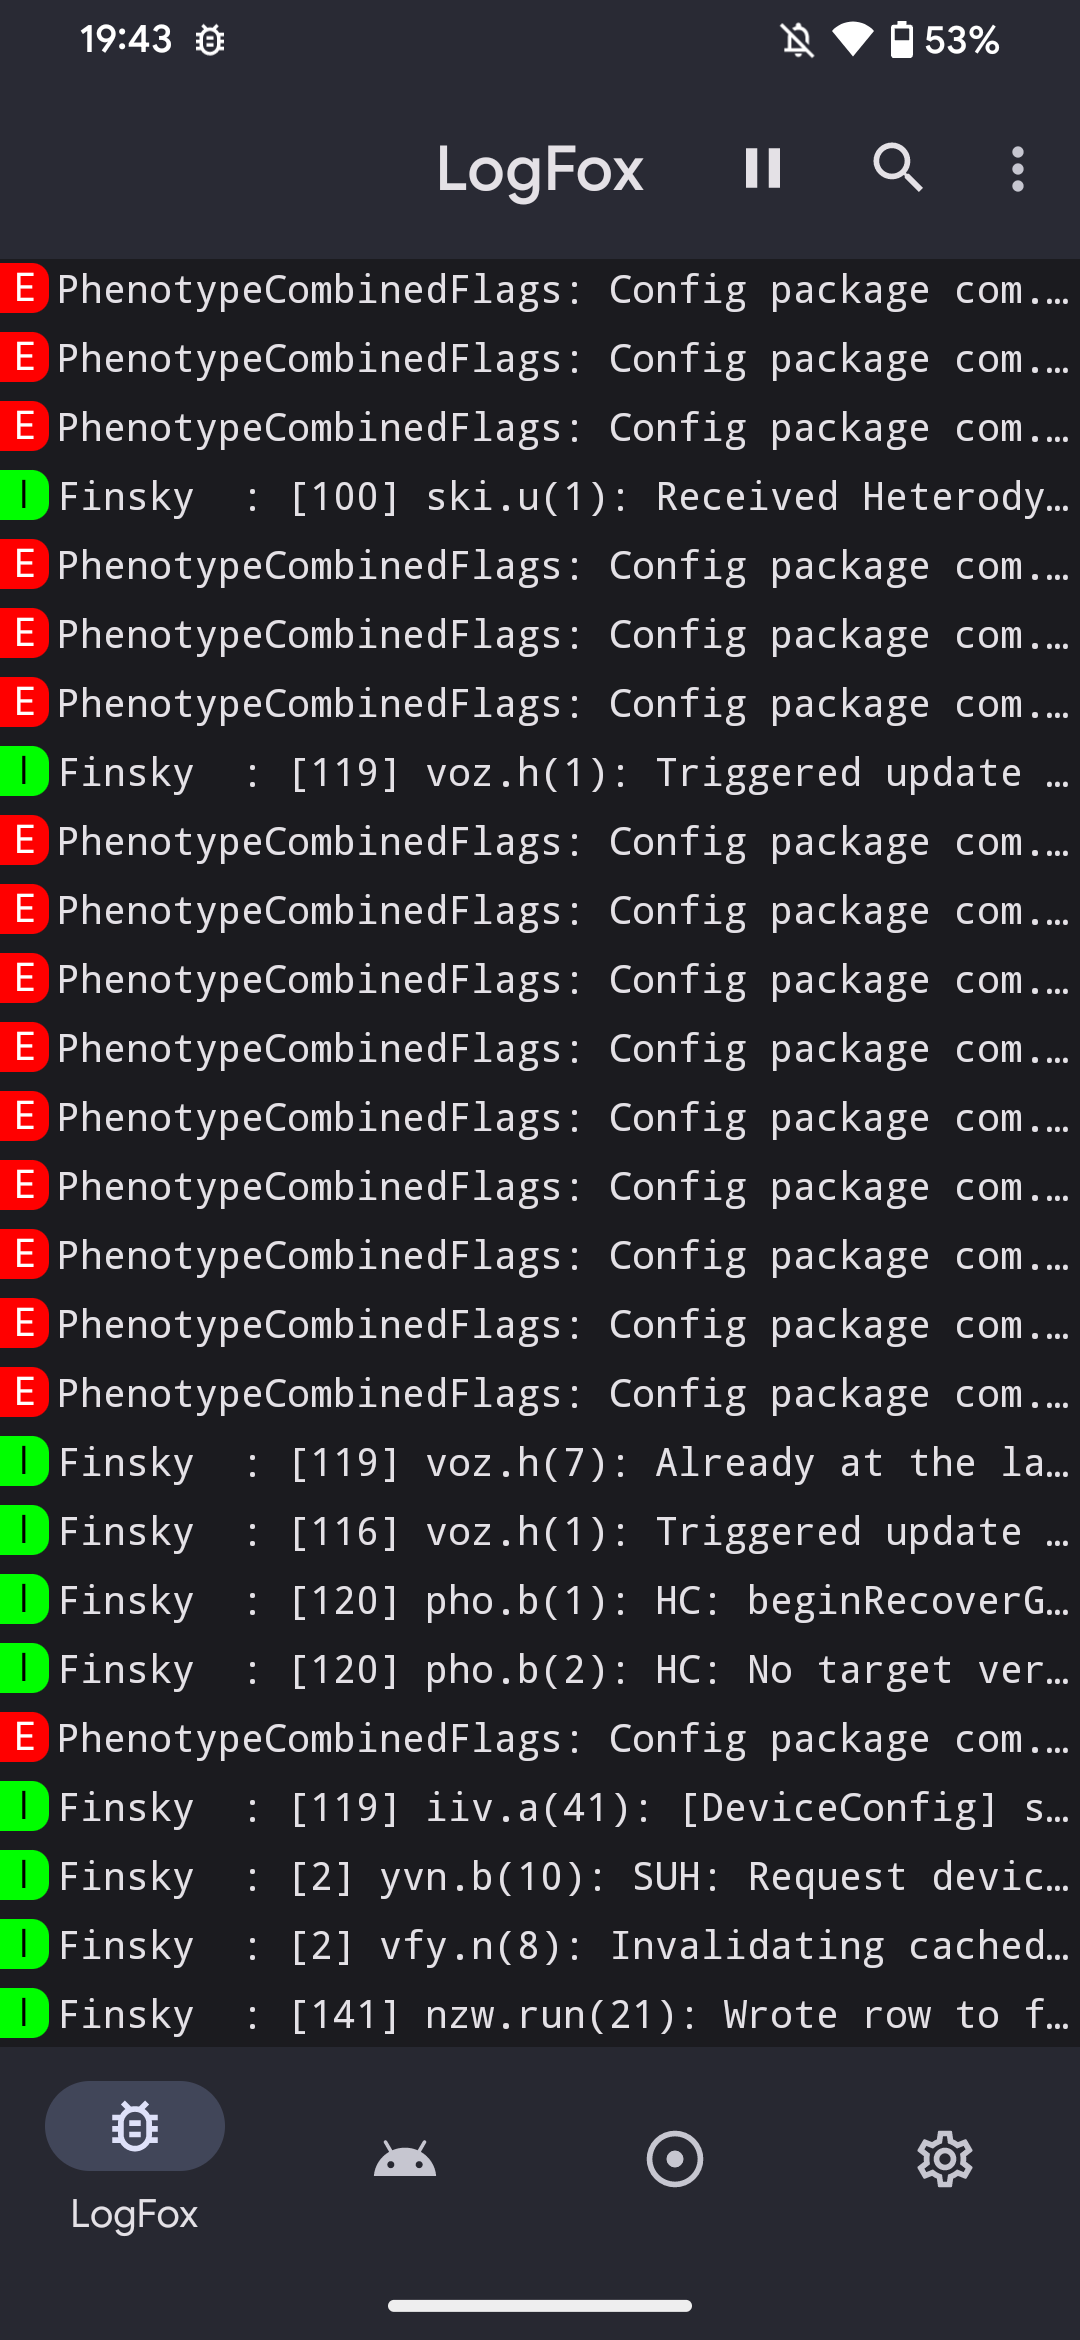 19:43 53%
LogFox
E PhenotypeCombinedFlags: Config package com.…
E PhenotypeCombinedFlags: Config package com.…
E PhenotypeCombinedFlags: Config package com.…
I Finsky : [100] ski.u(1): Received Heterody…
E PhenotypeCombinedFlags: Config package com.…
E PhenotypeCombinedFlags: Config package com.…
E PhenotypeCombinedFlags: Config package com.…
I Finsky : [119] voz.h(1): Triggered update …
E PhenotypeCombinedFlags: Config package com.…
E PhenotypeCombinedFlags: Config package com.…
E PhenotypeCombinedFlags: Config package com.…
E PhenotypeCombinedFlags: Config package com.…
E PhenotypeCombinedFlags: Config package com.…
E PhenotypeCombinedFlags: Config package com.…
E PhenotypeCombinedFlags: Config package com.…
E PhenotypeCombinedFlags: Config package com.…
E PhenotypeCombinedFlags: Config package com.…
I Finsky : [119] voz.h(7): Already at the la…
I Finsky : [116] voz.h(1): Triggered update …
I Finsky : [120] pho.b(1): HC: beginRecoverG…
I Finsky : [120] pho.b(2): HC: No target ver…
E PhenotypeCombinedFlags: Config package com.…
I Finsky : [119] iiv.a(41): [DeviceConfig] s…
I Finsky : [2] yvn.b(10): SUH: Request devic…
I Finsky : [2] vfy.n(8): Invalidating cached…
I Finsky : [141] nzw.run(21): Wrote row to f…
LogFox